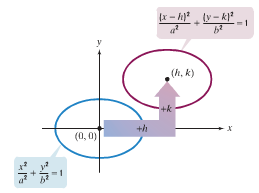 (x − h)²/a² + (y − k)²/b² = 1
y
(h, k)
+k
+h
x
(0, 0)
x²/a² + y²/b² = 1